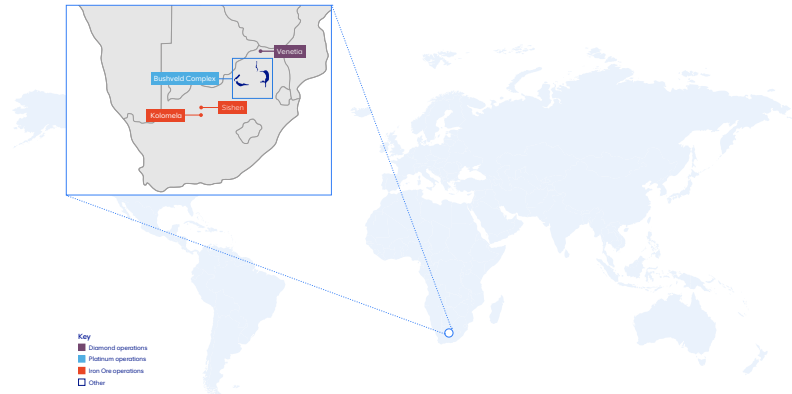 Venetia
Bushveld Complex
Sishen
Kolomela
Key
Diamond operations
Platinum operations
Iron Ore operations
Other